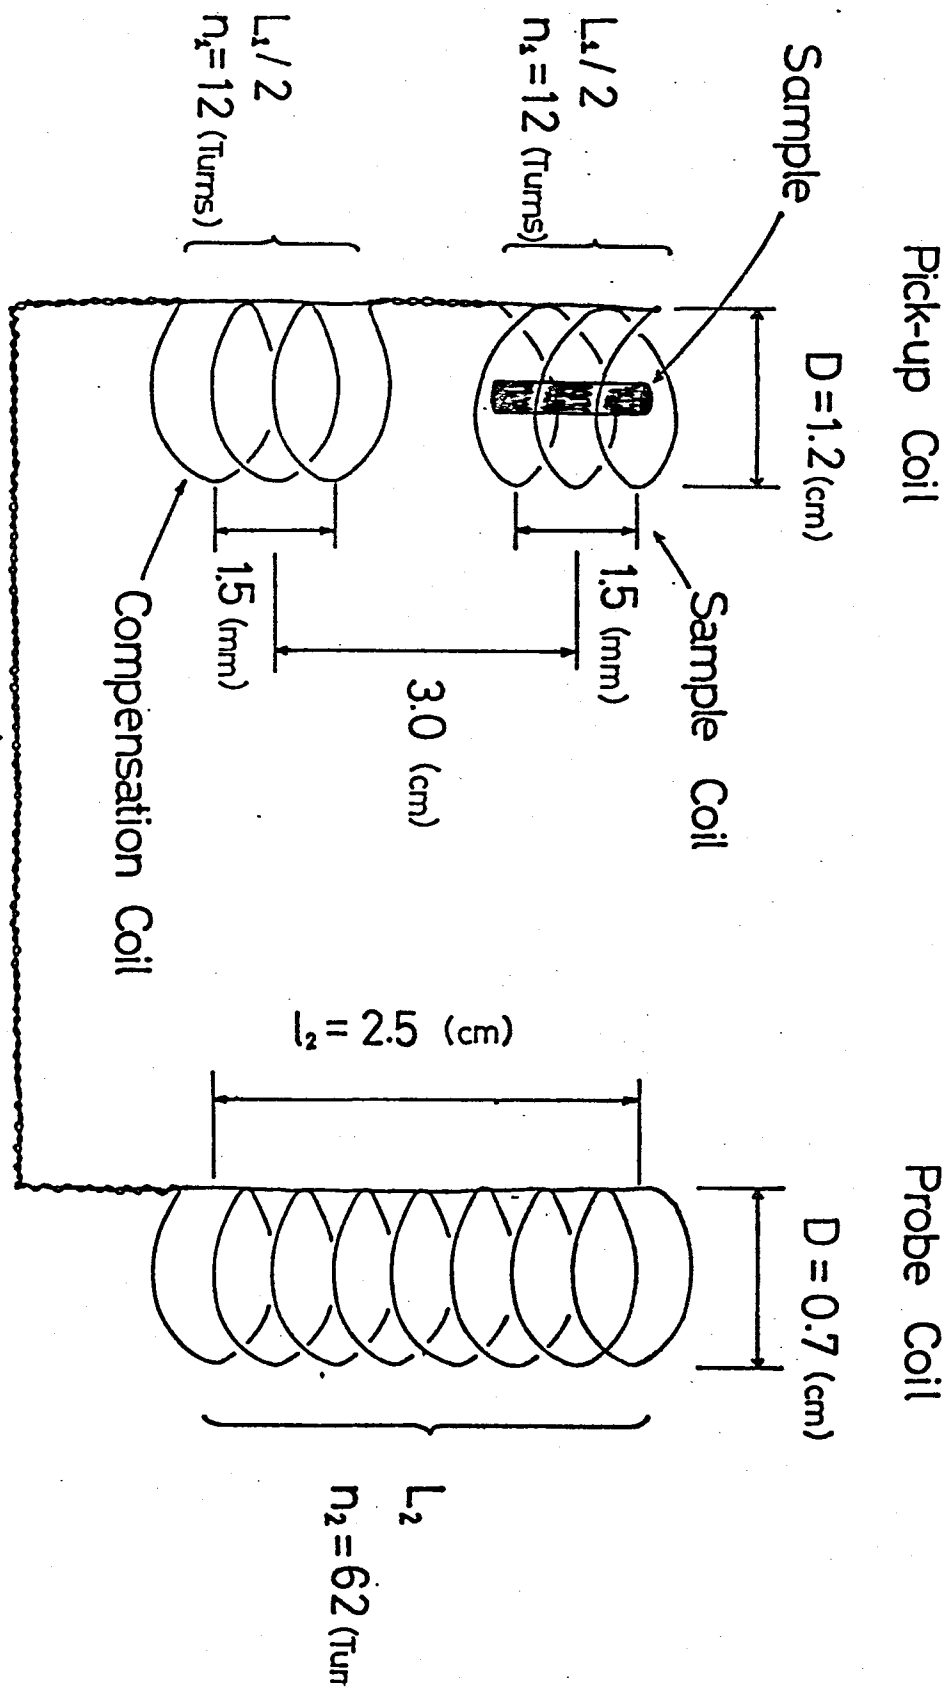 Pick-up Coil
Probe Coil
Sample
D=1.2 (cm)
D=0.7 (cm)
Sample Coil
L₁/2
n₁=12 (Turns)
1.5 (mm)
3.0 (cm)
l₂=2.5 (cm)
L₂
n₂=62 (Tur
L₁/2
n₁=12 (Turns)
1.5 (mm)
Compensation Coil